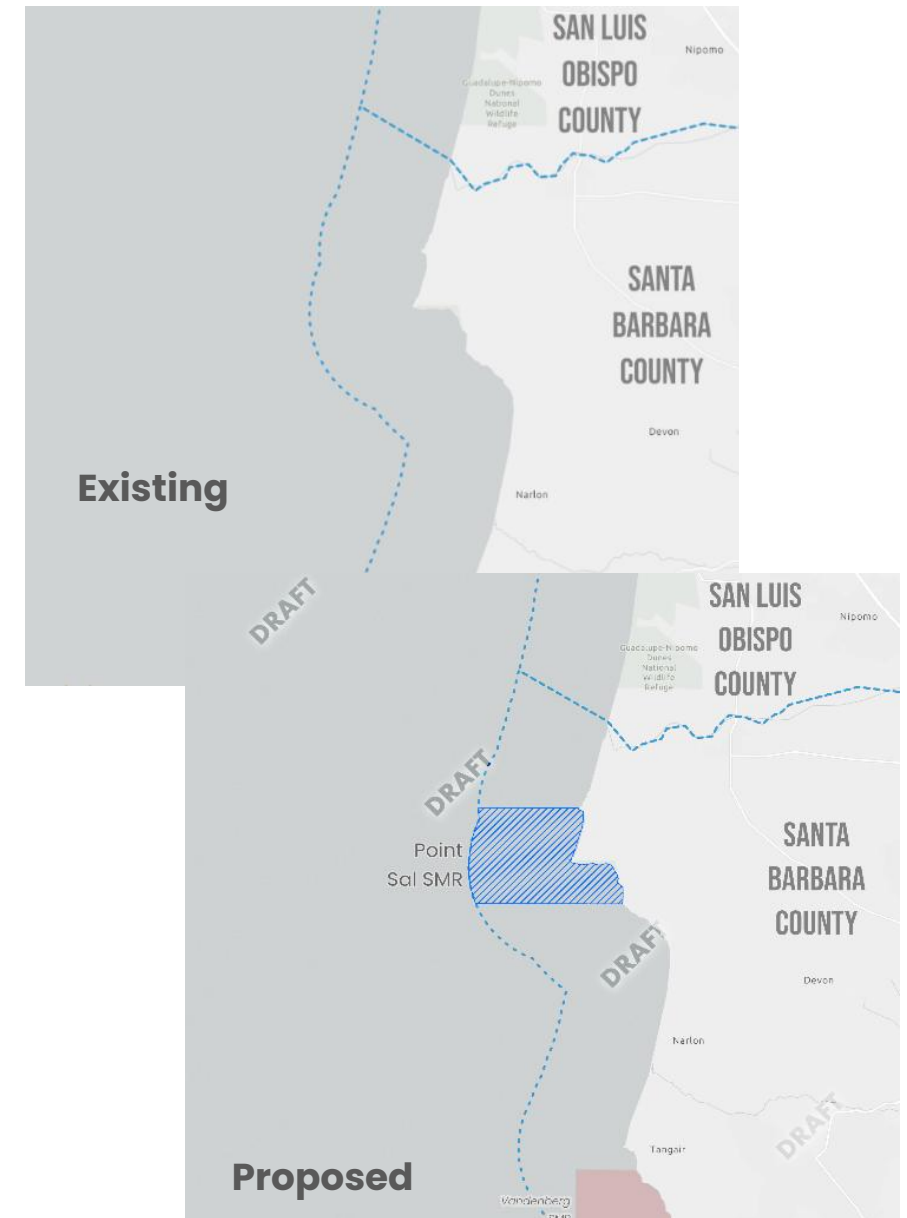 SAN LUIS
OBISPO
COUNTY
Nipomo
Guadalupe-Nipomo
Dunes
National
Wildlife
Refuge
SANTA
BARBARA
COUNTY
Devon
Existing
Narlon
DRAFT
SAN LUIS
OBISPO
COUNTY
Nipomo
Guadalupe-Nipomo
Dunes
National
Wildlife
Refuge
DRAFT
Point
Sal SMR
SANTA
BARBARA
COUNTY
DRAFT
Devon
Narlon
DRAFT
Tangair
Proposed
Vandenberg
SMR